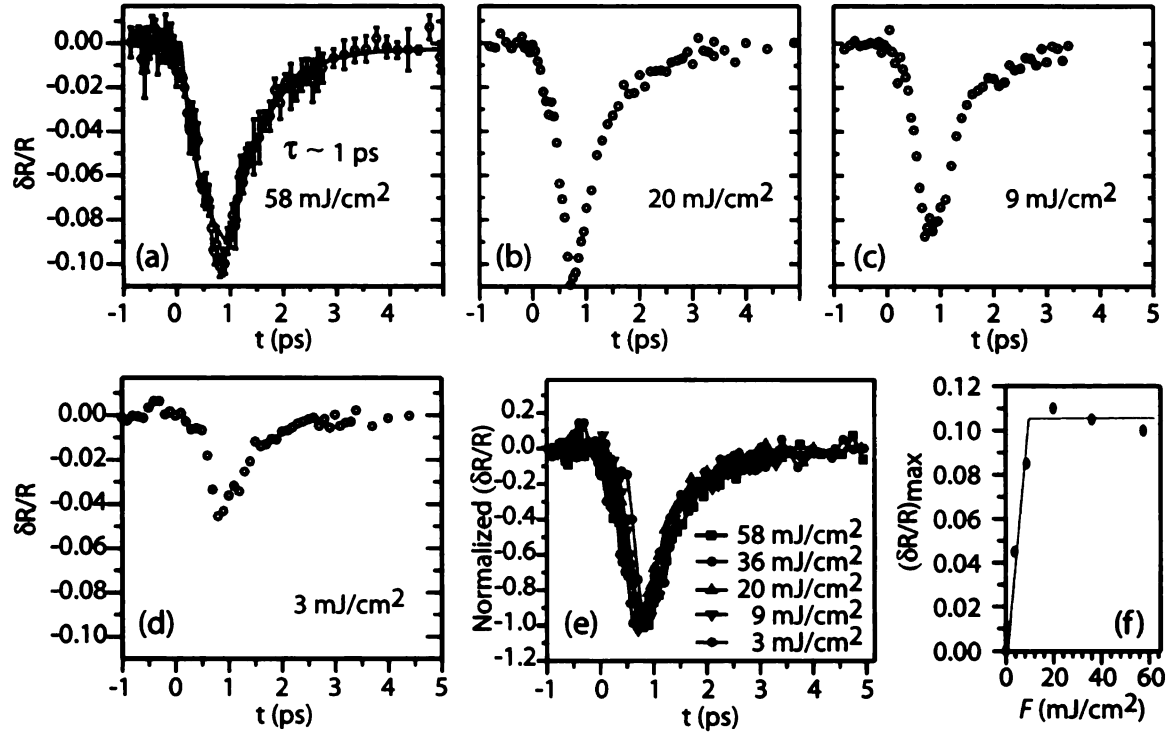 0.00
-0.02
-0.04
-0.06
-0.08
-0.10
δR/R
τ ~ 1 ps
58 mJ/cm²
(a)
-1 0 1 2 3 4 5
t (ps)
20 mJ/cm²
(b)
-1 0 1 2 3 4 5
t (ps)
9 mJ/cm²
(c)
-1 0 1 2 3 4 5
t (ps)
0.00
-0.02
-0.04
-0.06
-0.08
-0.10
δR/R
3 mJ/cm²
(d)
-1 0 1 2 3 4 5
t (ps)
0.2
0.0
-0.2
-0.4
-0.6
-0.8
-1.0
-1.2
Normalized (δR/R)
58 mJ/cm²
36 mJ/cm²
20 mJ/cm²
9 mJ/cm²
3 mJ/cm²
(e)
-1 0 1 2 3 4 5
t (ps)
0.12
0.10
0.08
0.06
0.04
0.02
0.00
(δR/R)max
(f)
0 20 40 60
F (mJ/cm²)